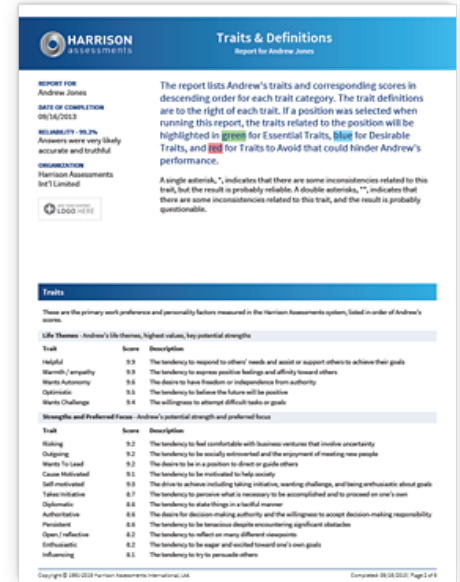 HARRISON
assessments
Traits & Definitions
Report for Andrew Jones
REPORT FOR
Andrew Jones
DATE OF COMPLETION
09/16/2013
RELIABILITY - 99.2%
Answers were very likely
accurate and truthful
ORGANIZATION
Harrison Assessments
Int'l Limited
LOGO HERE
The report lists Andrew's traits and corresponding scores in
descending order for each trait category. The trait definitions
are to the right of each trait. If a position was selected when
running this report, the traits related to the position will be
highlighted in green for Essential Traits, blue for Desirable
Traits, and red for Traits to Avoid that could hinder Andrew's
performance.
A single asterisk, *, indicates that there are some inconsistencies related to this
trait, but the result is probably reliable. A double asterisks, **, indicates that
there are some inconsistencies related to this trait, and the result is probably
questionable.
Traits
These are the primary work preference and personality factors measured in the Harrison Assessments system, listed in order of Andrew's
scores.
Life Themes - Andrew's life themes, highest values, key potential strengths
Trait Score Description
Helpful 9.9 The tendency to respond to others' needs and assist or support others to achieve their goals
Warmth / empathy 9.9 The tendency to express positive feelings and affinity toward others
Wants Autonomy 9.6 The desire to have freedom or independence from authority
Optimistic 9.5 The tendency to believe the future will be positive
Wants Challenge 9.4 The willingness to attempt difficult tasks or goals
Strengths and Preferred Focus - Andrew's potential strength and preferred focus
Trait Score Description
Risking 9.2 The tendency to feel comfortable with business ventures that involve uncertainty
Outgoing 9.2 The tendency to be socially extroverted and the enjoyment of meeting new people
Wants To Lead 9.2 The desire to be in a position to direct or guide others
Cause Motivated 9.1 The tendency to be motivated to help society
Self-motivated 9.0 The drive to achieve including taking initiative, wanting challenge, and being enthusiastic about goals
Takes Initiative 8.7 The tendency to perceive what is necessary to be accomplished and to proceed on one's own
Diplomatic 8.6 The tendency to state things in a tactful manner
Authoritative 8.6 The desire for decision-making authority and the willingness to accept decision-making responsibility
Persistent 8.6 The tendency to be tenacious despite encountering significant obstacles
Open / reflective 8.2 The tendency to reflect on many different viewpoints
Enthusiastic 8.2 The tendency to be eager and excited toward one's own goals
Influencing 8.1 The tendency to try to persuade others
Copyright © 1991-2018 Harrison Assessments International, Ltd.
Completed: 09/16/2013; Page 2 of 9